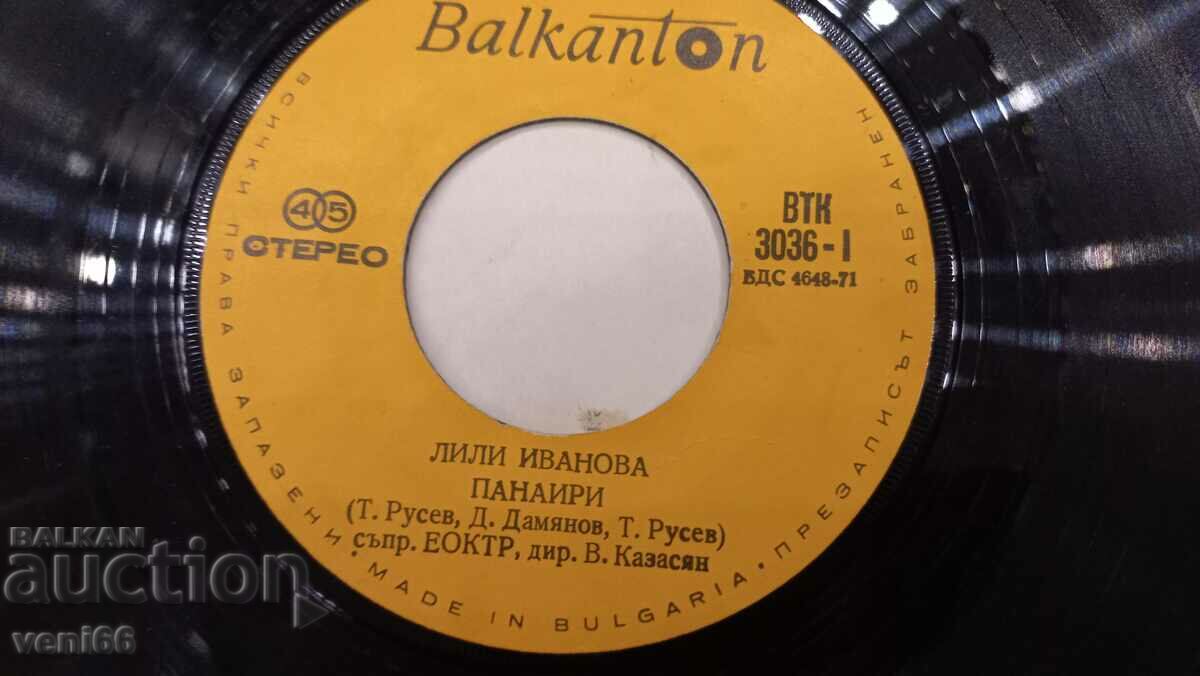 Balkanton
45
СТЕРЕО
ВТК
3036-I
БДС 4648-71
ЛИЛИ ИВАНОВА
ПАНАИРИ
(Т. Русев, Д. Дамянов, Т. Русев)
съпр. ЕОКТР, дир. В. Казасян
ВСИЧКИ ПРАВА ЗАПАЗЕНИ • MADE IN BULGARIA • ПРЕЗАПИСЪТ ЗАБРАНЕН
BALKAN
auction
veni66